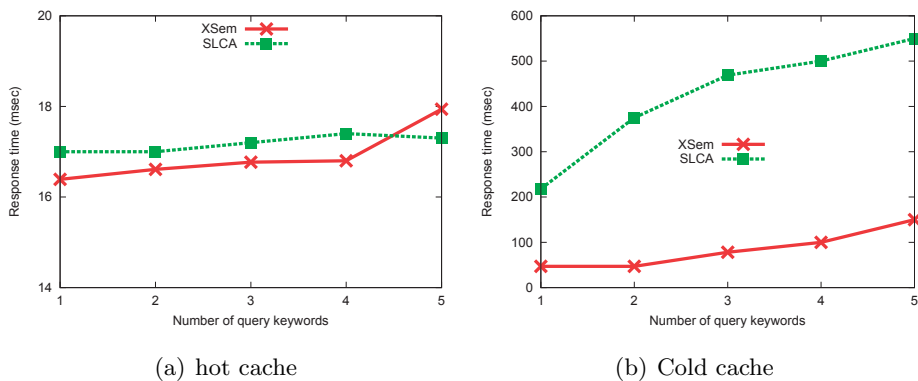 20
18
16
14
Response time (msec)
XSem
SLCA
1 2 3 4 5
Number of query keywords
(a) hot cache
600
500
400
300
200
100
0
Response time (msec)
XSem
SLCA
1 2 3 4 5
Number of query keywords
(b) Cold cache